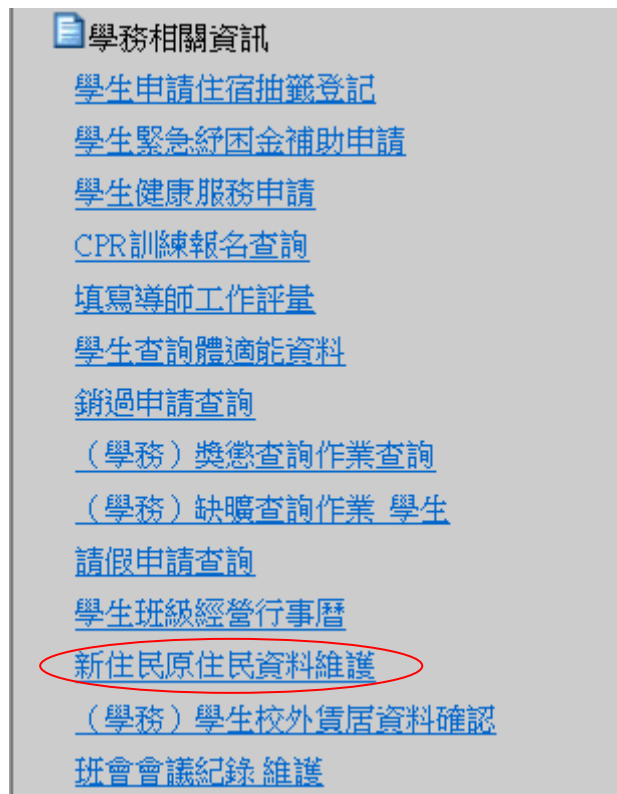 學務相關資訊
學生申請住宿抽籤登記
學生緊急紓困金補助申請
學生健康服務申請
CPR訓練報名查詢
填寫導師工作評量
學生查詢體適能資料
銷過申請查詢
（學務）獎懲查詢作業查詢
（學務）缺曠查詢作業 學生
請假申請查詢
學生班級經營行事曆
新住民原住民資料維護
（學務）學生校外賃居資料確認
班會會議紀錄 維護